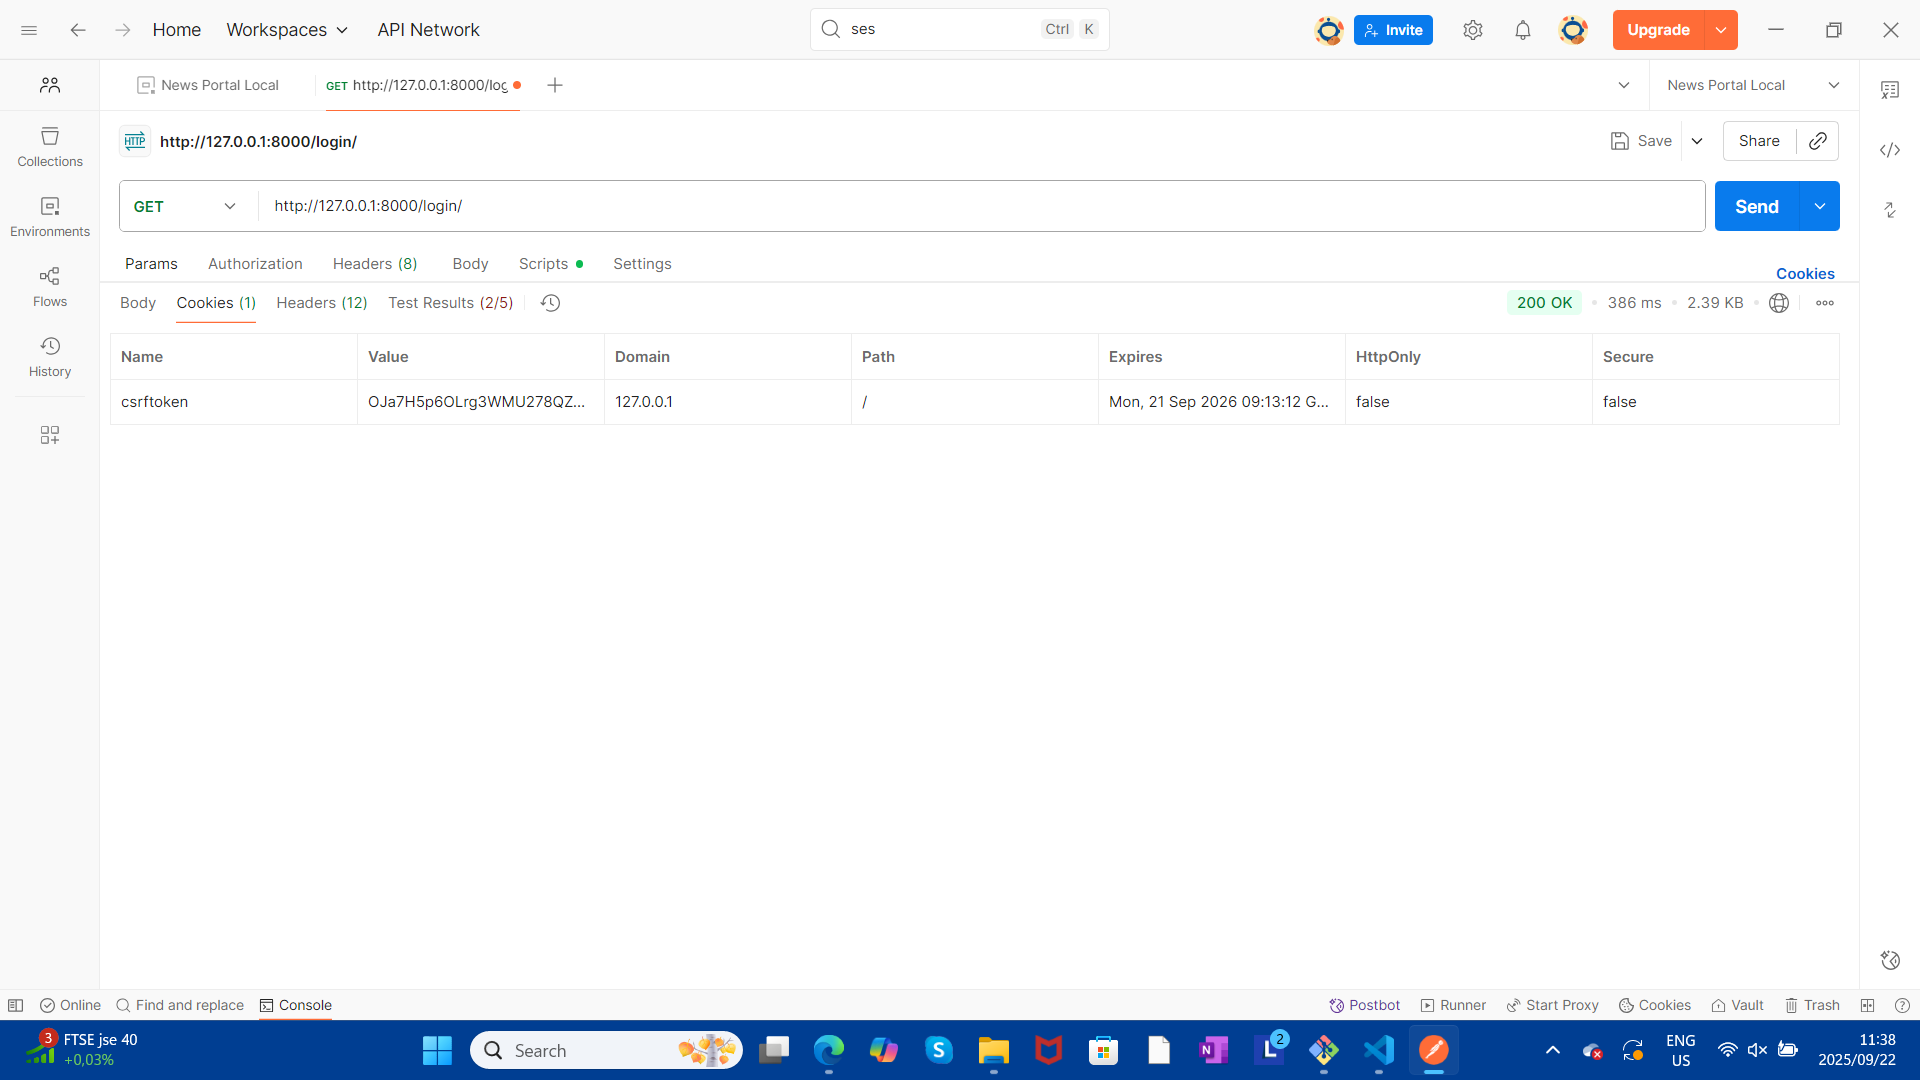 Home Workspaces API Network ses Ctrl K Invite Upgrade
News Portal Local GET http://127.0.0.1:8000/log News Portal Local
HTTP http://127.0.0.1:8000/login/ Save Share
Collections
GET http://127.0.0.1:8000/login/ Send
Environments
Params Authorization Headers (8) Body Scripts Settings Cookies
Flows
Body Cookies (1) Headers (12) Test Results (2/5) 200 OK 386 ms 2.39 KB
History
Name Value Domain Path Expires HttpOnly Secure
csrftoken OJa7H5p6OLrg3WMU278QZ... 127.0.0.1 / Mon, 21 Sep 2026 09:13:12 G... false false
Online Find and replace Console Postbot Runner Start Proxy Cookies Vault Trash
3 FTSE jse 40
+0,03%
Search
2
ENG
US
11:38
2025/09/22